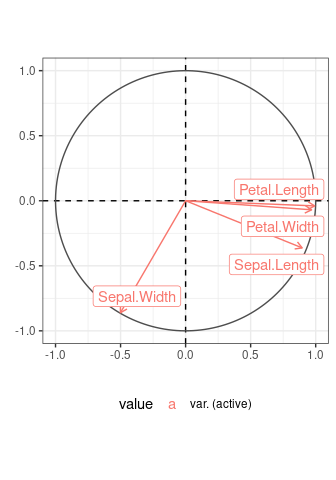 1.0
0.5
Petal.Length
0.0
Petal.Width
Sepal.Length
-0.5
Sepal.Width
-1.0
-1.0 -0.5 0.0 0.5 1.0
value a var. (active)